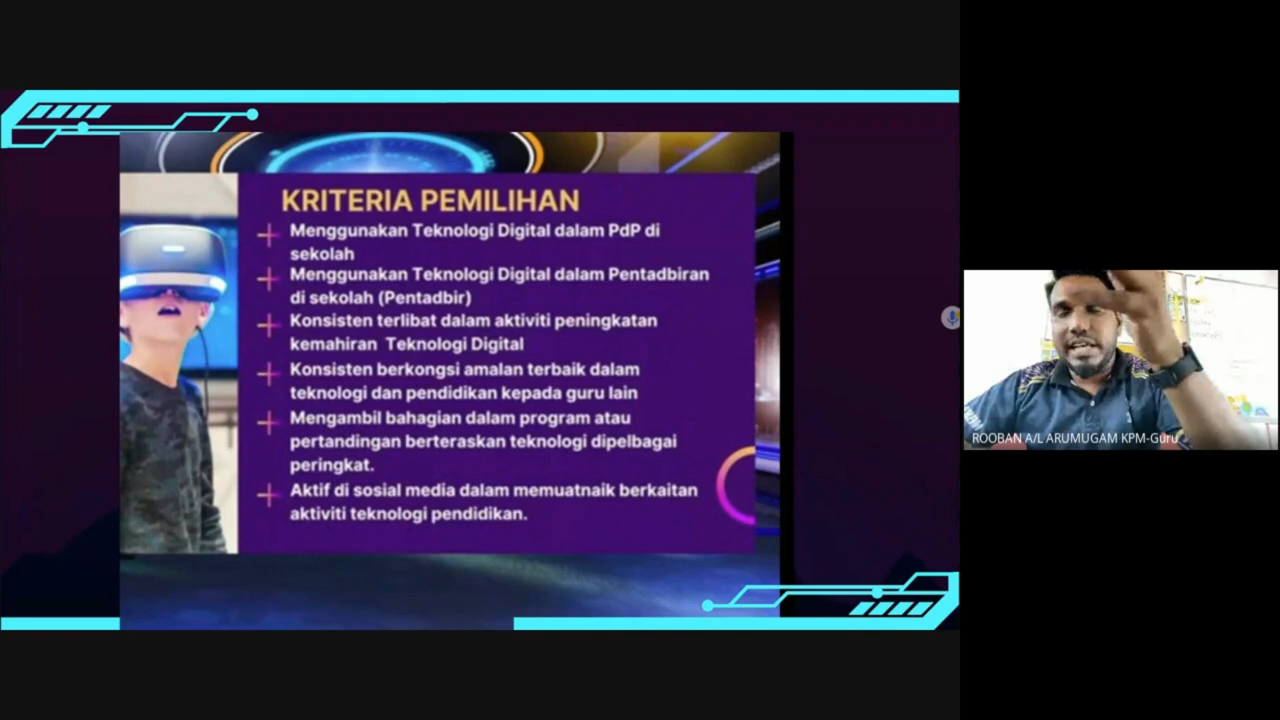 KRITERIA PEMILIHAN
Menggunakan Teknologi Digital dalam PdP di
sekolah
Menggunakan Teknologi Digital dalam Pentadbiran
di sekolah (Pentadbir)
Konsisten terlibat dalam aktiviti peningkatan
kemahiran Teknologi Digital
Konsisten berkongsi amalan terbaik dalam
teknologi dan pendidikan kepada guru lain
Mengambil bahagian dalam program atau
pertandingan berteraskan teknologi dipelbagai
peringkat.
Aktif di sosial media dalam memuatnaik berkaitan
aktiviti teknologi pendidikan.
ROOBAN A/L ARUMUGAM KPM-Guru